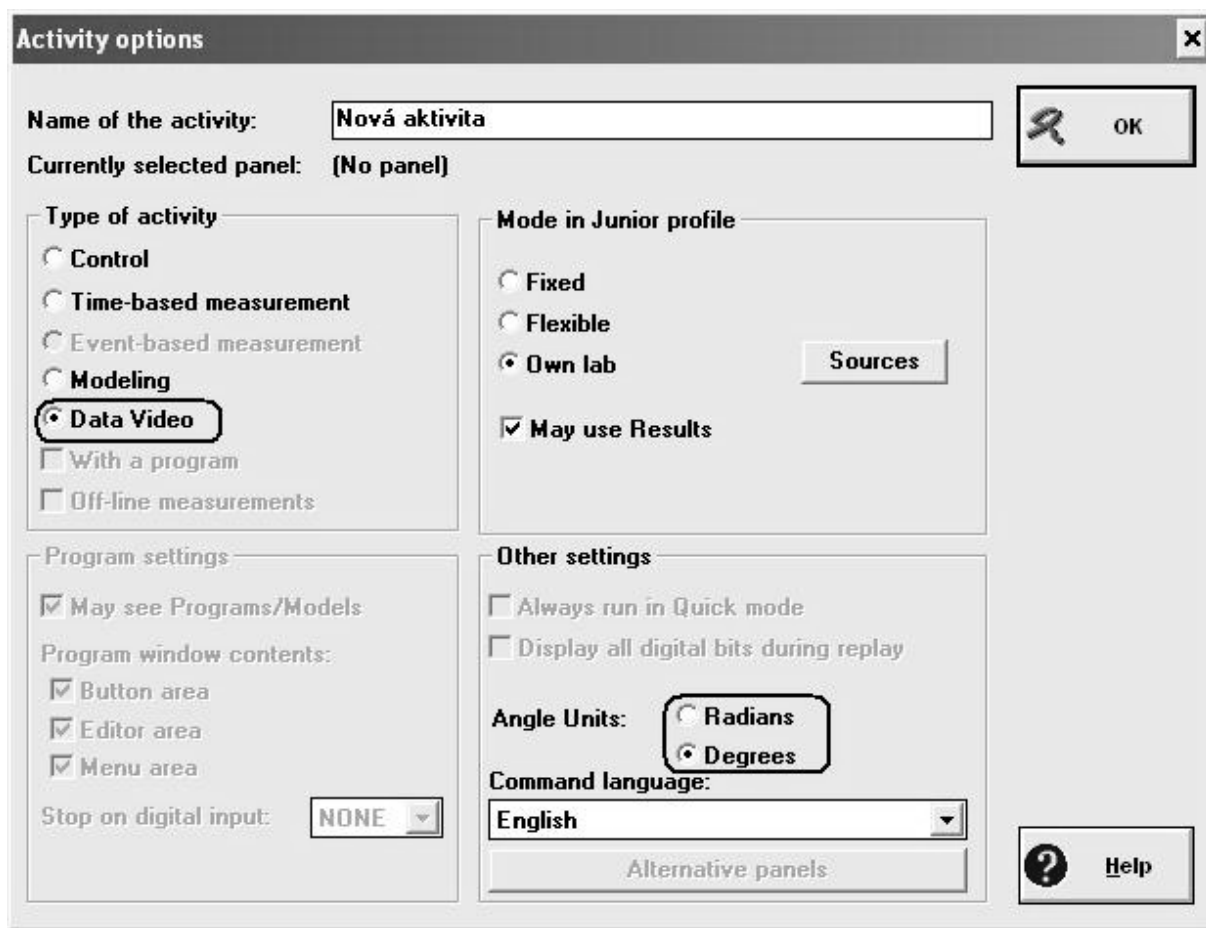 Activity options
Name of the activity: Nová aktivita
OK
Currently selected panel: (No panel)
Type of activity
Control
Time-based measurement
Event-based measurement
Modeling
Data Video
With a program
Off-line measurements
Mode in Junior profile
Fixed
Flexible
Own lab
Sources
May use Results
Program settings
May see Programs/Models
Program window contents:
Button area
Editor area
Menu area
Stop on digital input: NONE
Other settings
Always run in Quick mode
Display all digital bits during replay
Angle Units: Radians
Degrees
Command language:
English
Alternative panels
Help